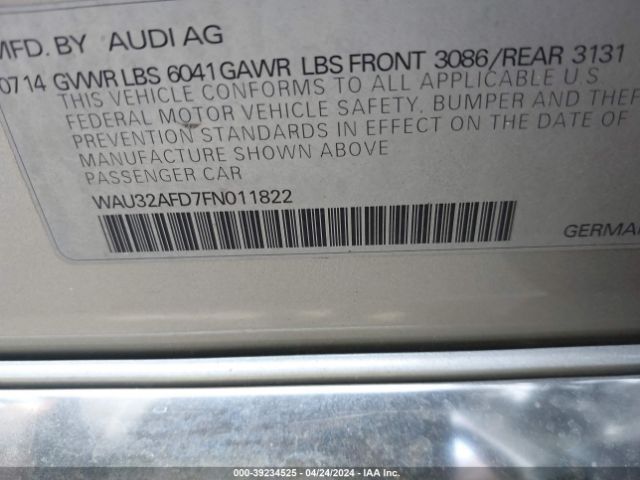 MFD. BY AUDI AG
0714 GVWR LBS 6041 GAWR LBS FRONT 3086/REAR 3131
THIS VEHICLE CONFORMS TO ALL APPLICABLE U.S
FEDERAL MOTOR VEHICLE SAFETY, BUMPER AND THEF
PREVENTION STANDARDS IN EFFECT ON THE DATE OF
MANUFACTURE SHOWN ABOVE
PASSENGER CAR
WAU32AFD7FN011822
GERMAN
000-39234525 - 04/24/2024 - IAA Inc.